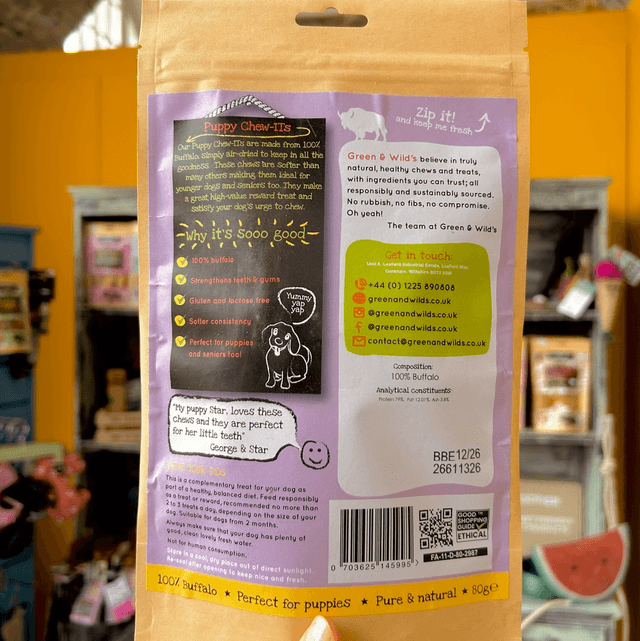 Puppy Chew-ITs
Our Puppy Chew-ITs are made from 100%
Buffalo, simply air-dried to keep in all the
goodness. These chews are softer than
many others making them ideal for
younger dogs and seniors too. They make
a great high-value reward treat and
satisfy your dog's urge to chew.
Why it's sooo good
100% buffalo
Strengthens teeth & gums
Gluten and lactose free
Softer consistency
Perfect for puppies
and seniors too!
Yummy
yap
yap
"My puppy Star, loves these
chews and they are perfect
for her little teeth"
George & Star
This is a complementary treat for your dog as
part of a healthy, balanced diet. Feed responsibly
as a treat or reward, recommended no more than
2 to 3 treats a day, depending on the size of your
dog. Suitable for dogs from 2 months.
Always make sure that your dog has plenty of
good, clean lovely fresh water.
Not for human consumption.
Store in a cool, dry place out of direct sunlight.
Re-seal after opening to keep nice and fresh.
Zip it!
and keep me fresh
Green & Wild's believe in truly
natural, healthy chews and treats,
with ingredients you can trust; all
responsibly and sustainably sourced.
No rubbish, no fibs, no compromise.
Oh yeah!
The team at Green & Wild's
Get in touch:
+44 (0) 1225 890808
greenandwilds.co.uk
@greenandwilds.co.uk
@greenandwilds.co.uk
contact@greenandwilds.co.uk
Composition:
100% Buffalo
Analytical constituents:
BBE 12/26
26611326
0 703625 145995
GOOD
SHOPPING
GUIDE
ETHICAL
FA-11-D-80-2987
100% Buffalo ★ Perfect for puppies ★ Pure & natural ★ 80g℮